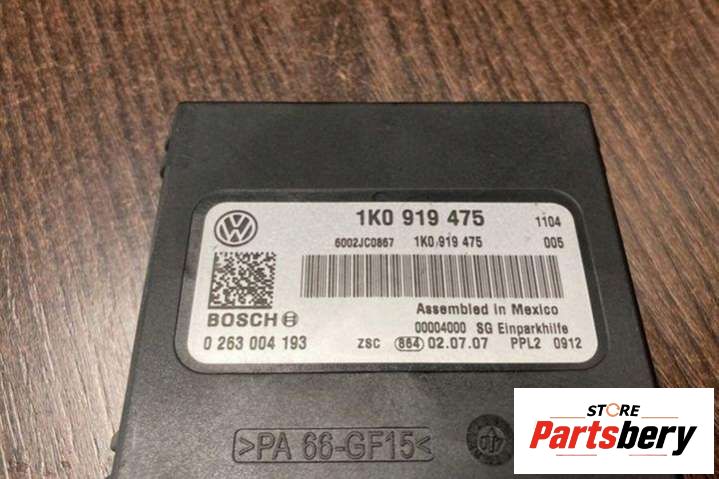 1K0 919 475 1104
6002JC0867 1K0 919 475 005
BOSCH
Assembled in Mexico
00004000 SG Einparkhilfe
0 263 004 193 ZSC 864 02.07.07 PPL2 0912
>PA 66-GF15<
STORE
Partsbery